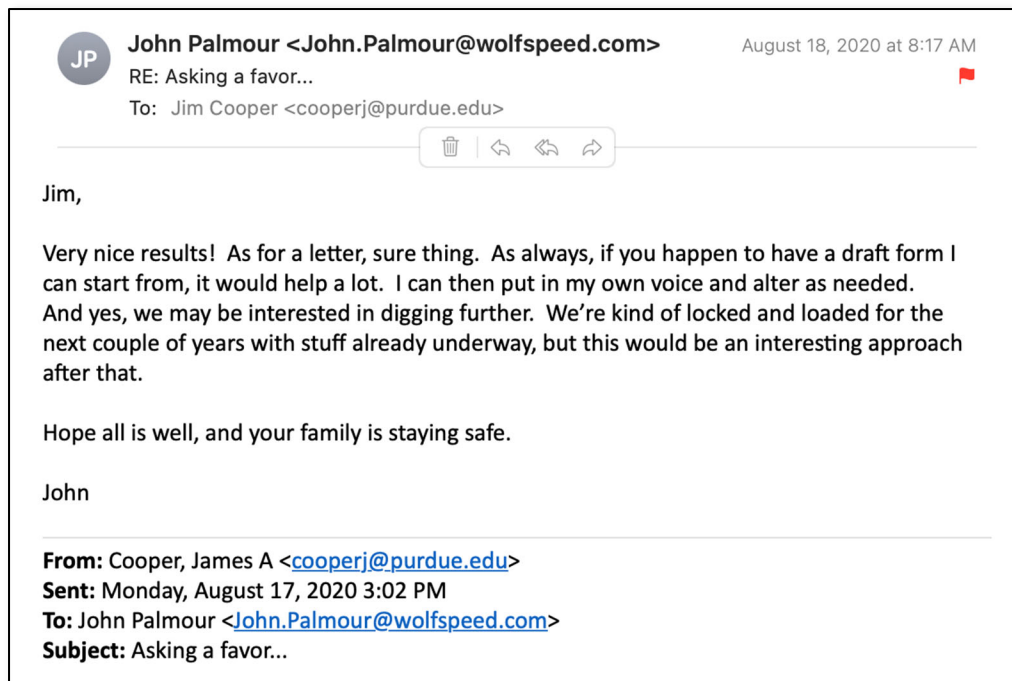 JP
John Palmour <John.Palmour@wolfspeed.com>
August 18, 2020 at 8:17 AM
RE: Asking a favor...
To: Jim Cooper <cooperj@purdue.edu>
Jim,
Very nice results!  As for a letter, sure thing.  As always, if you happen to have a draft form I
can start from, it would help a lot.  I can then put in my own voice and alter as needed.
And yes, we may be interested in digging further.  We're kind of locked and loaded for the
next couple of years with stuff already underway, but this would be an interesting approach
after that.
Hope all is well, and your family is staying safe.
John
From: Cooper, James A <cooperj@purdue.edu>
Sent: Monday, August 17, 2020 3:02 PM
To: John Palmour <John.Palmour@wolfspeed.com>
Subject: Asking a favor...